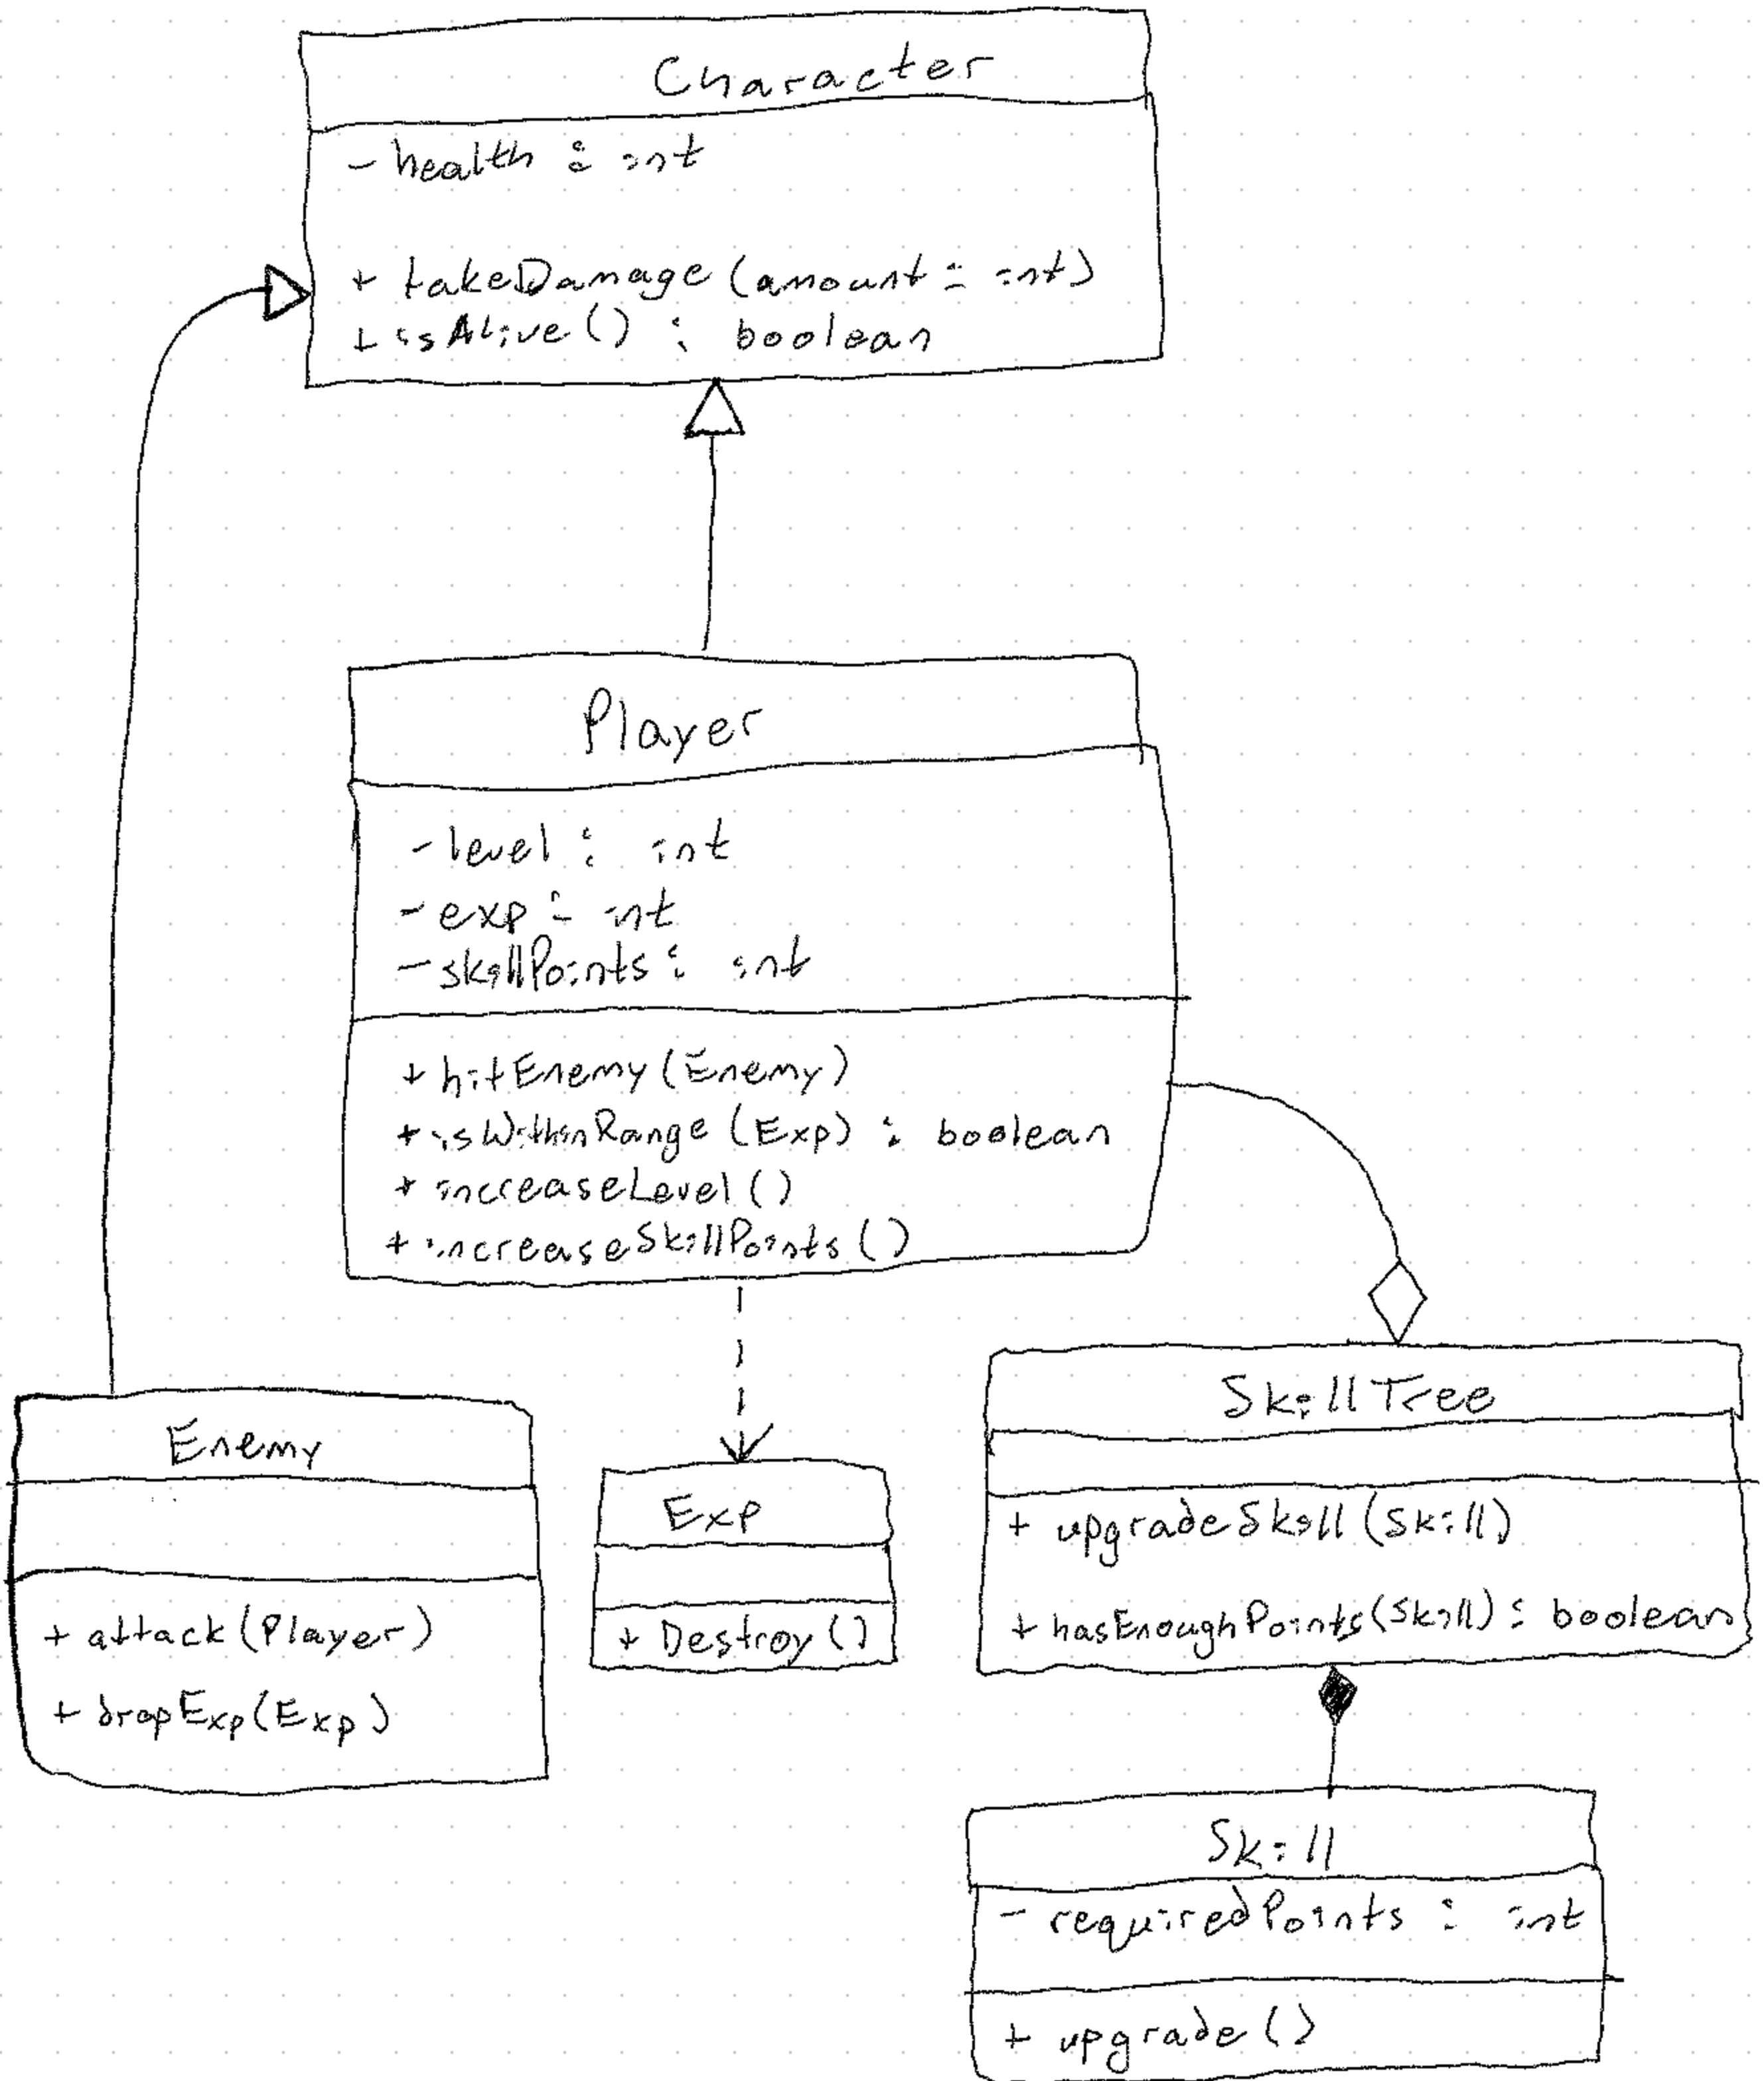 Character
- health : int
+ takeDamage (amount : int)
+ isAlive () : boolean
Player
- level : int
- exp : int
- skillPoints : int
+ hitEnemy (Enemy)
+ isWithinRange (Exp) : boolean
+ increaseLevel ()
+ increaseSkillPoints ()
Enemy
+ attack (Player)
+ dropExp (Exp)
Exp
+ Destroy ()
SkillTree
+ upgradeSkill (Skill)
+ hasEnoughPoints (Skill) : boolean
Skill
- requiredPoints : int
+ upgrade ()